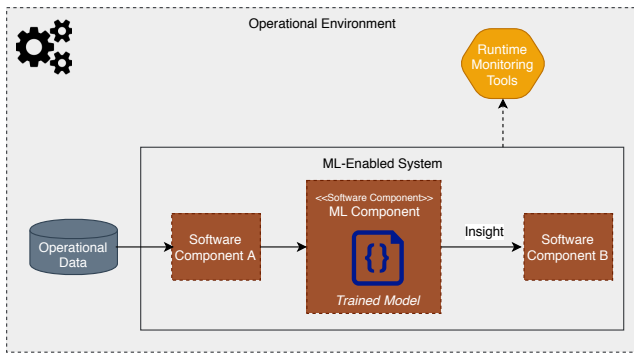 Operational Environment
Runtime
Monitoring
Tools
ML-Enabled System
<<Software Component>>
ML Component
{}
Trained Model
Operational
Data
Software
Component A
Insight
Software
Component B